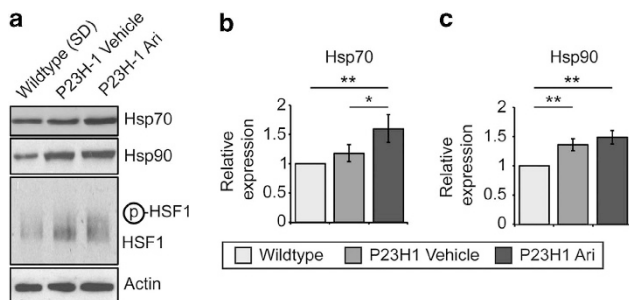 a
Wildtype (SD)
P23H-1 Vehicle
P23H-1 Ari
Hsp70
Hsp90
p-HSF1
HSF1
Actin
b
Hsp70
**
*
Relative
expression
2
1.5
1
0.5
0
c
Hsp90
**
**
Relative
expression
2
1.5
1
0.5
0
Wildtype P23H1 Vehicle P23H1 Ari